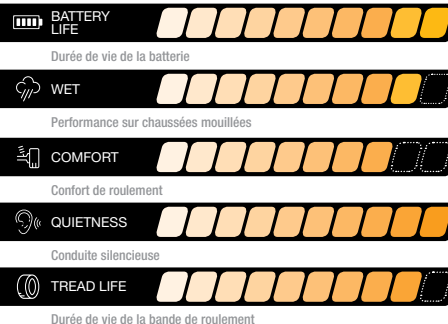 BATTERY
LIFE
Durée de vie de la batterie
WET
Performance sur chaussées mouillées
COMFORT
Confort de roulement
QUIETNESS
Conduite silencieuse
TREAD LIFE
Durée de vie de la bande de roulement